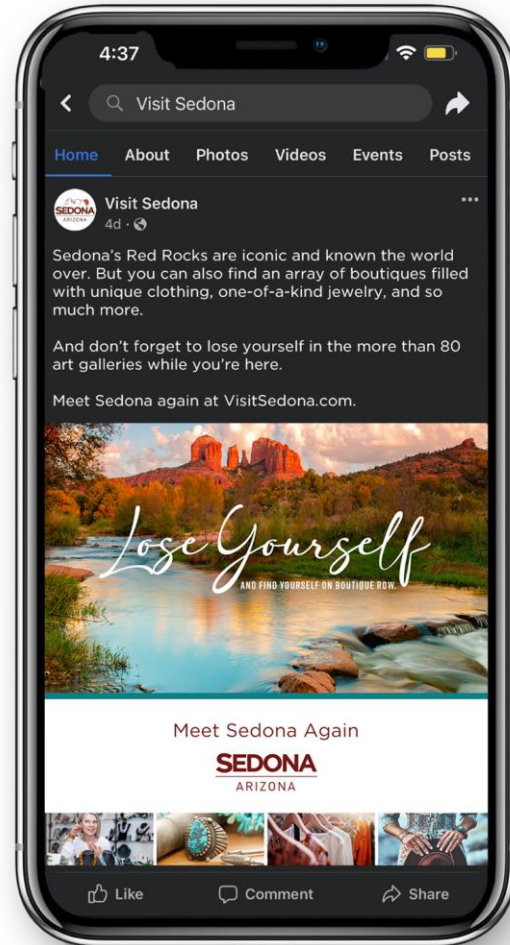 4:37
Visit Sedona
Home About Photos Videos Events Posts
SEDONA
ARIZONA
Visit Sedona
4d ·
Sedona’s Red Rocks are iconic and known the world
over. But you can also find an array of boutiques filled
with unique clothing, one-of-a-kind jewelry, and so
much more.
And don’t forget to lose yourself in the more than 80
art galleries while you’re here.
Meet Sedona again at VisitSedona.com.
Lose Yourself
AND FIND YOURSELF ON BOUTIQUE ROW.
Meet Sedona Again
SEDONA
ARIZONA
Like Comment Share